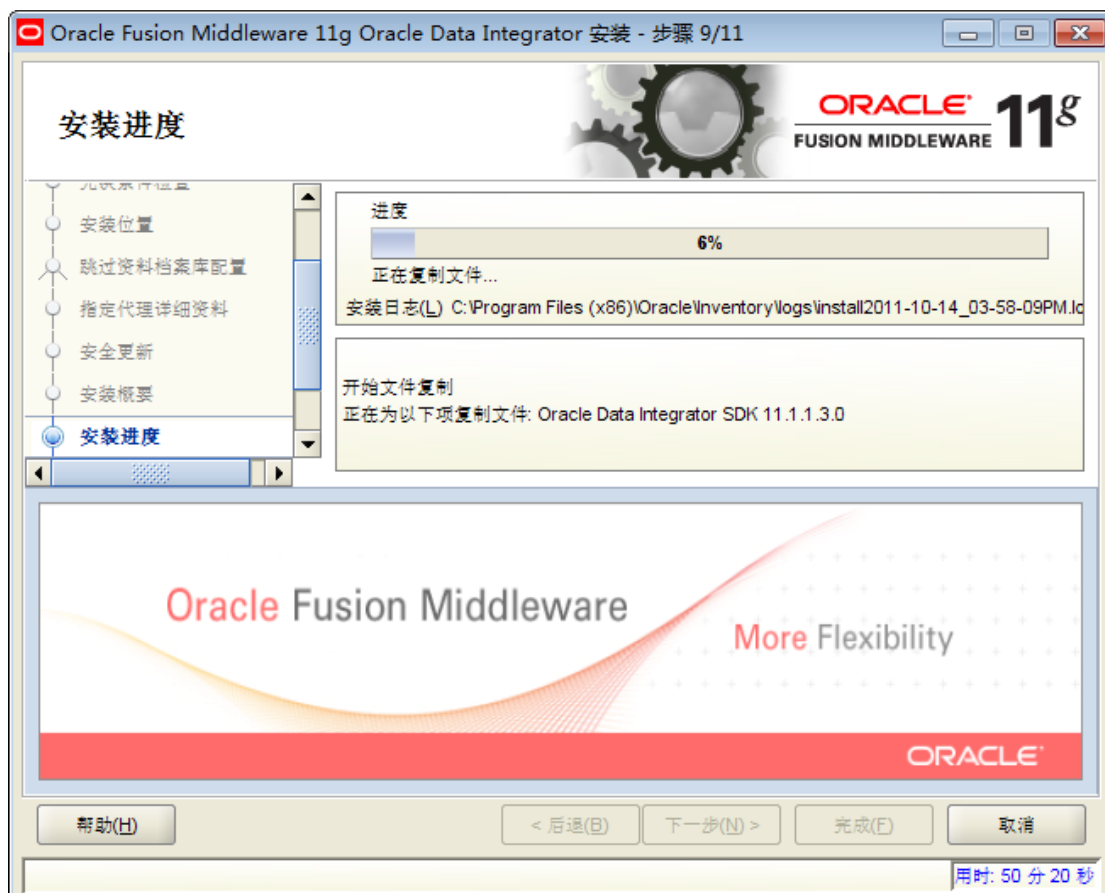 Oracle Fusion Middleware 11g Oracle Data Integrator 安装 - 步骤 9/11
安装进度
ORACLE
FUSION MIDDLEWARE 11g
安装位置
跳过资料档案库配置
指定代理详细资料
安全更新
安装概要
安装进度
进度
6%
正在复制文件...
安装日志(L) C:\Program Files (x86)\Oracle\Inventory\logs\install2011-10-14_03-58-09PM.lo
开始文件复制
正在为以下项复制文件: Oracle Data Integrator SDK 11.1.1.3.0
Oracle Fusion Middleware
More Flexibility
ORACLE
帮助(H)
< 后退(B)
下一步(N) >
完成(F)
取消
用时: 50 分 20 秒